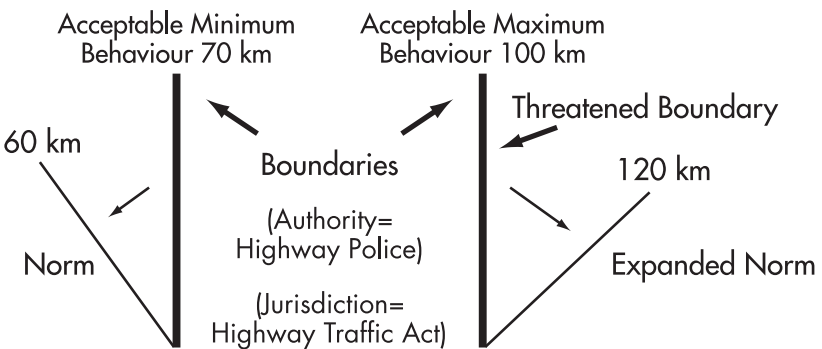 Acceptable Minimum
Behaviour 70 km
Acceptable Maximum
Behaviour 100 km
Threatened Boundary
60 km
Boundaries
120 km
(Authority=
Highway Police)
Norm
Expanded Norm
(Jurisdiction=
Highway Traffic Act)